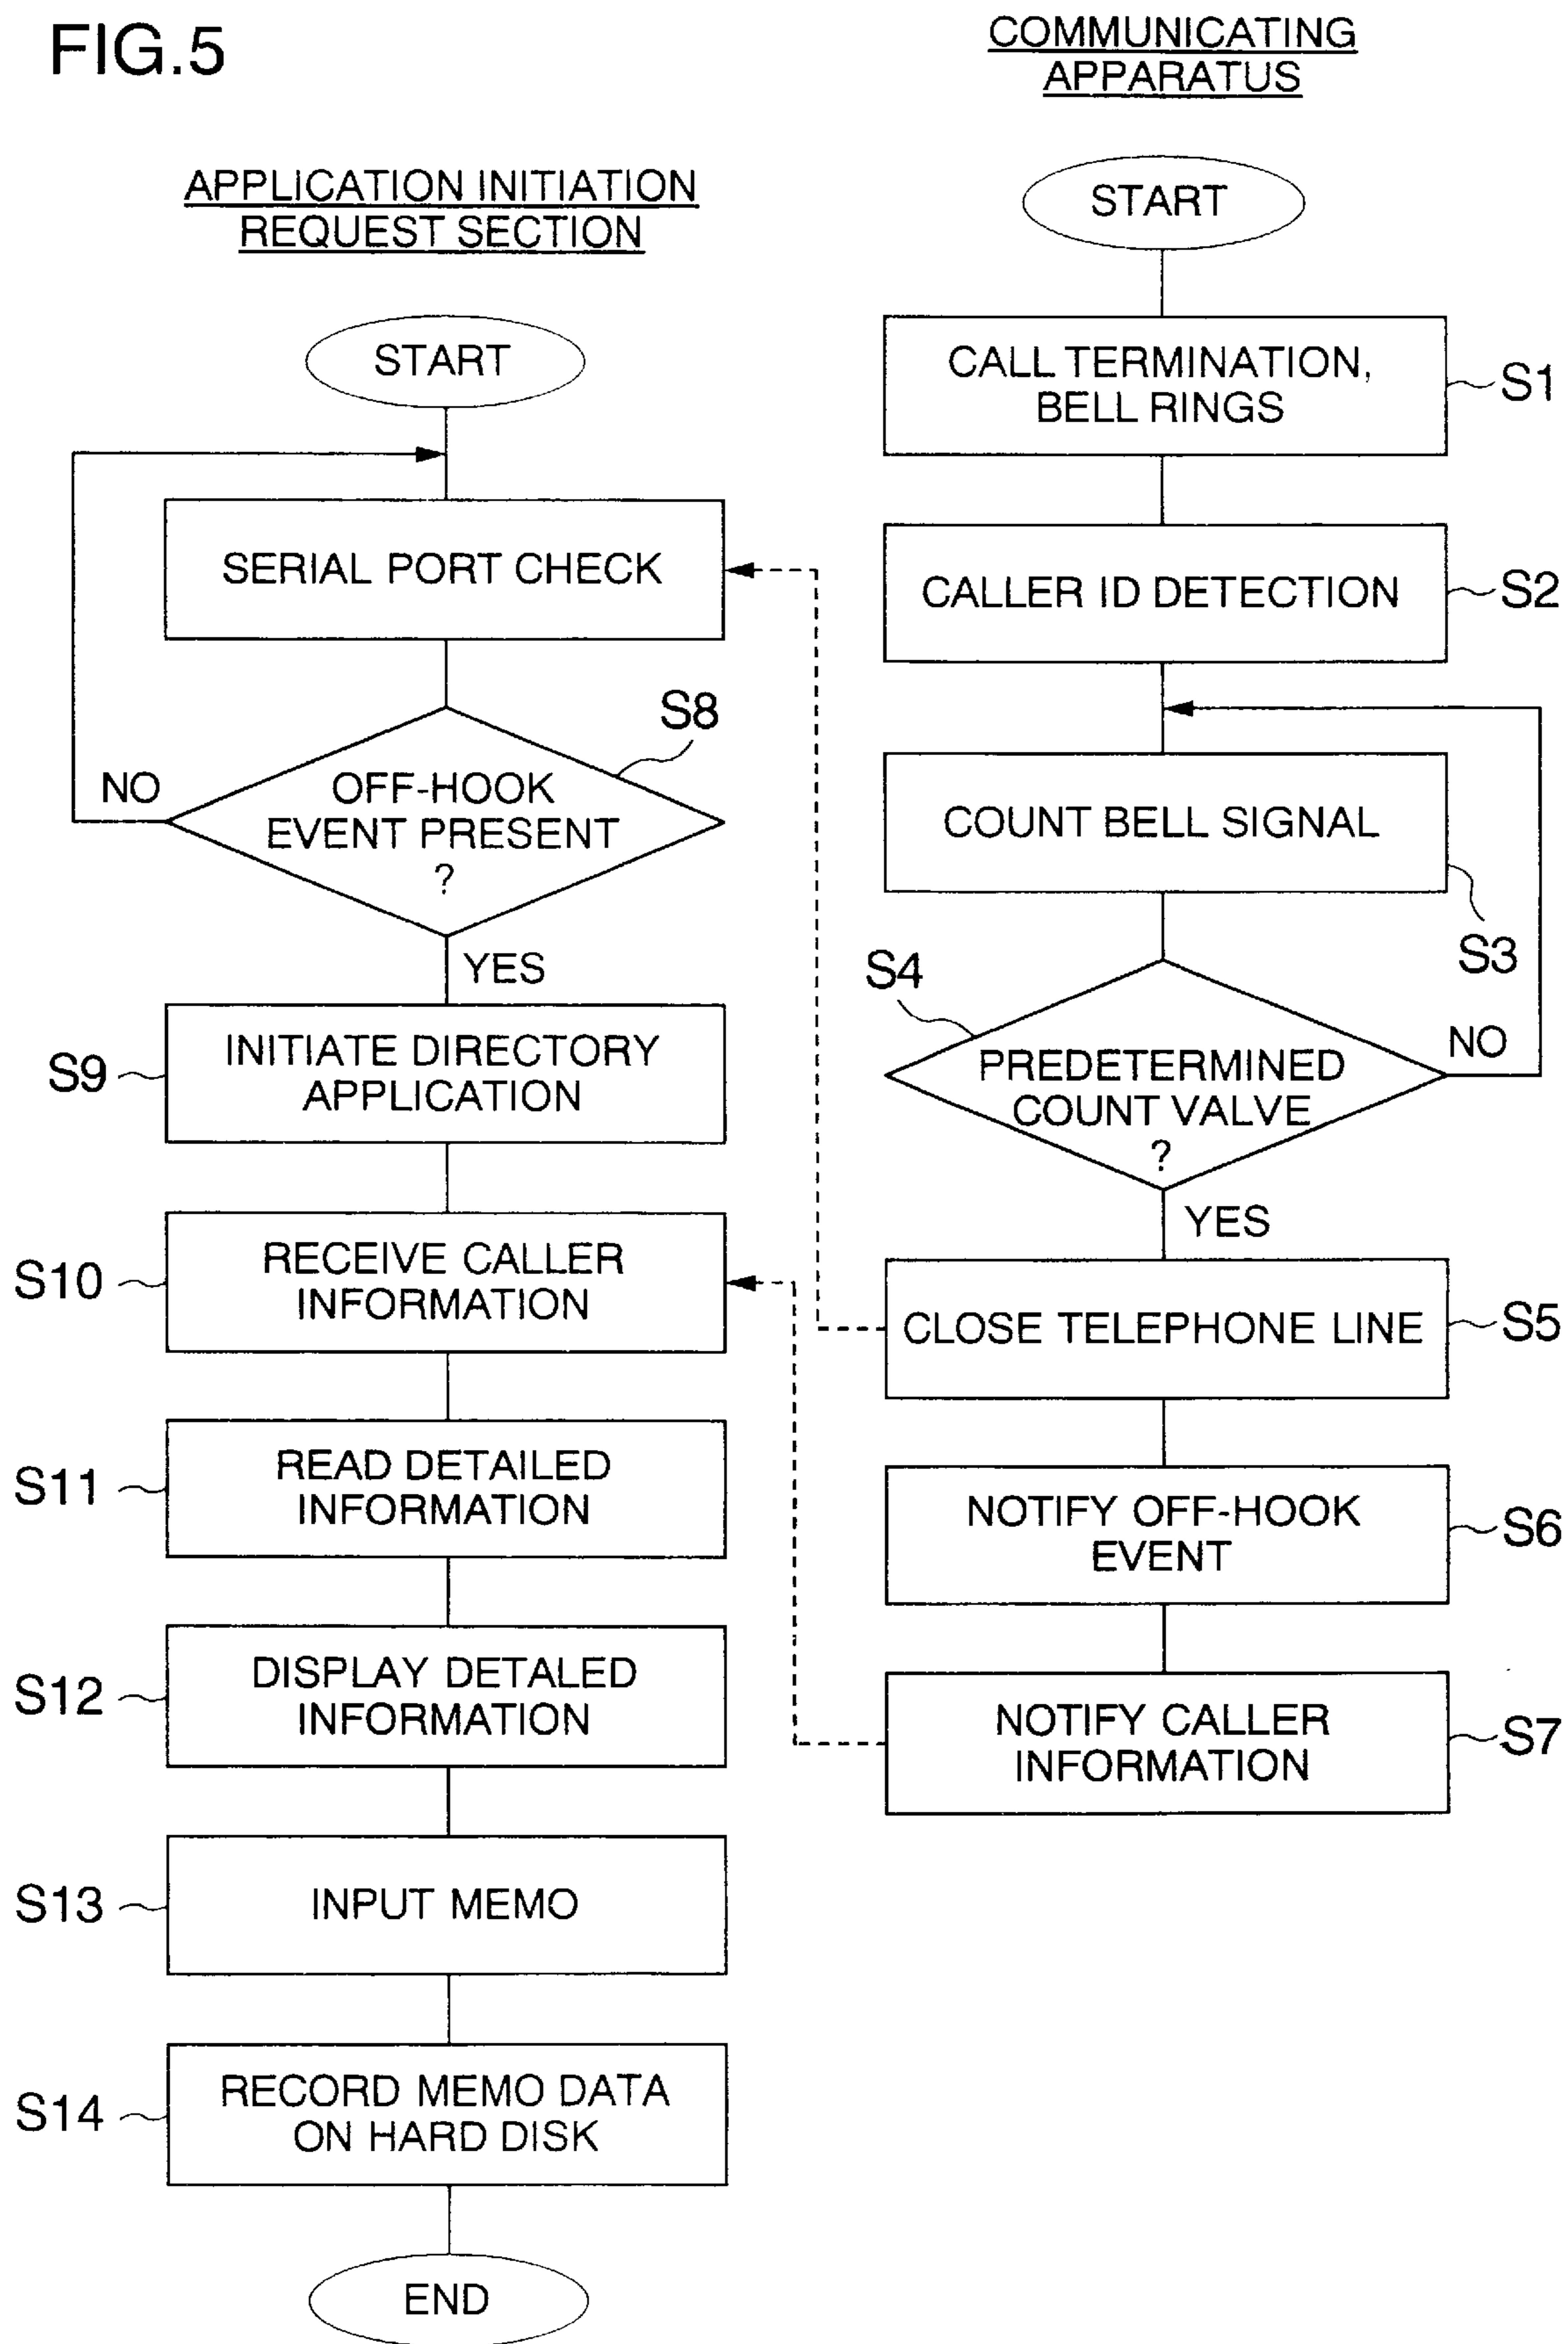 FIG.5
COMMUNICATING
APPARATUS
APPLICATION INITIATION
REQUEST SECTION
START
SERIAL PORT CHECK
S8
OFF-HOOK
EVENT PRESENT
?
NO
YES
S9
INITIATE DIRECTORY
APPLICATION
S10
RECEIVE CALLER
INFORMATION
S11
READ DETAILED
INFORMATION
S12
DISPLAY DETALED
INFORMATION
S13
INPUT MEMO
S14
RECORD MEMO DATA
ON HARD DISK
END
START
CALL TERMINATION,
BELL RINGS
S1
CALLER ID DETECTION
S2
COUNT BELL SIGNAL
S3
S4
PREDETERMINED
COUNT VALVE
?
NO
YES
CLOSE TELEPHONE LINE
S5
NOTIFY OFF-HOOK
EVENT
S6
NOTIFY CALLER
INFORMATION
S7